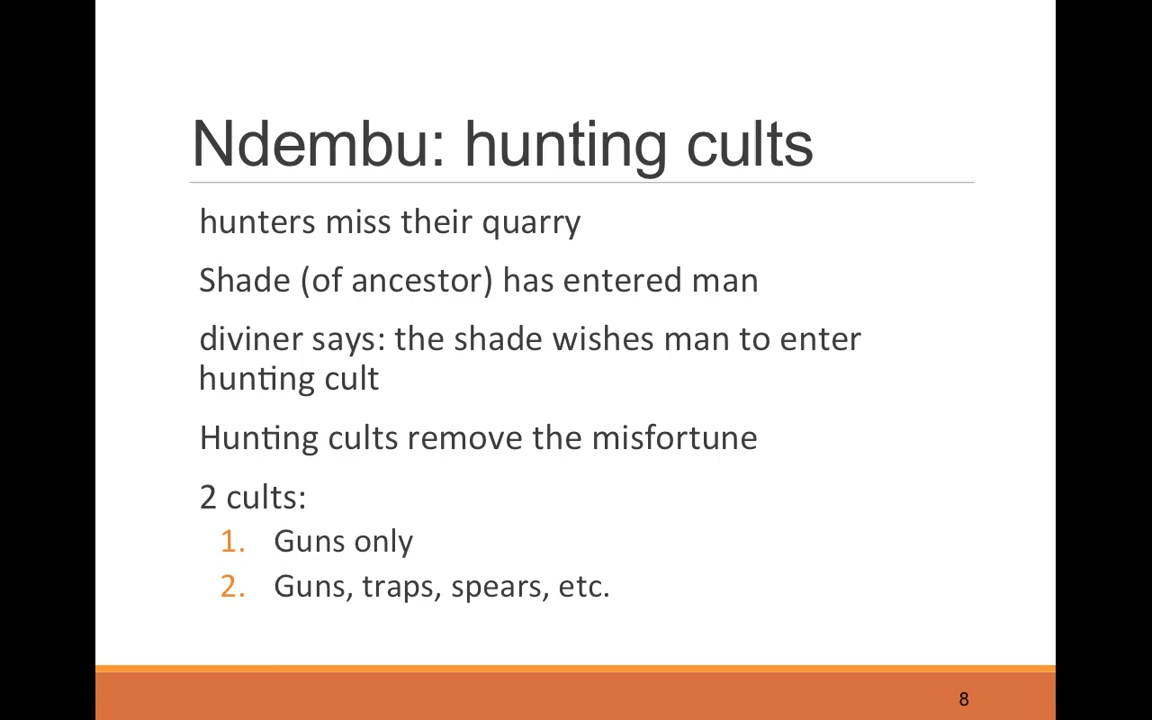 Ndembu: hunting cults
hunters miss their quarry
Shade (of ancestor) has entered man
diviner says: the shade wishes man to enter
hunting cult
Hunting cults remove the misfortune
2 cults:
1. Guns only
2. Guns, traps, spears, etc.
8